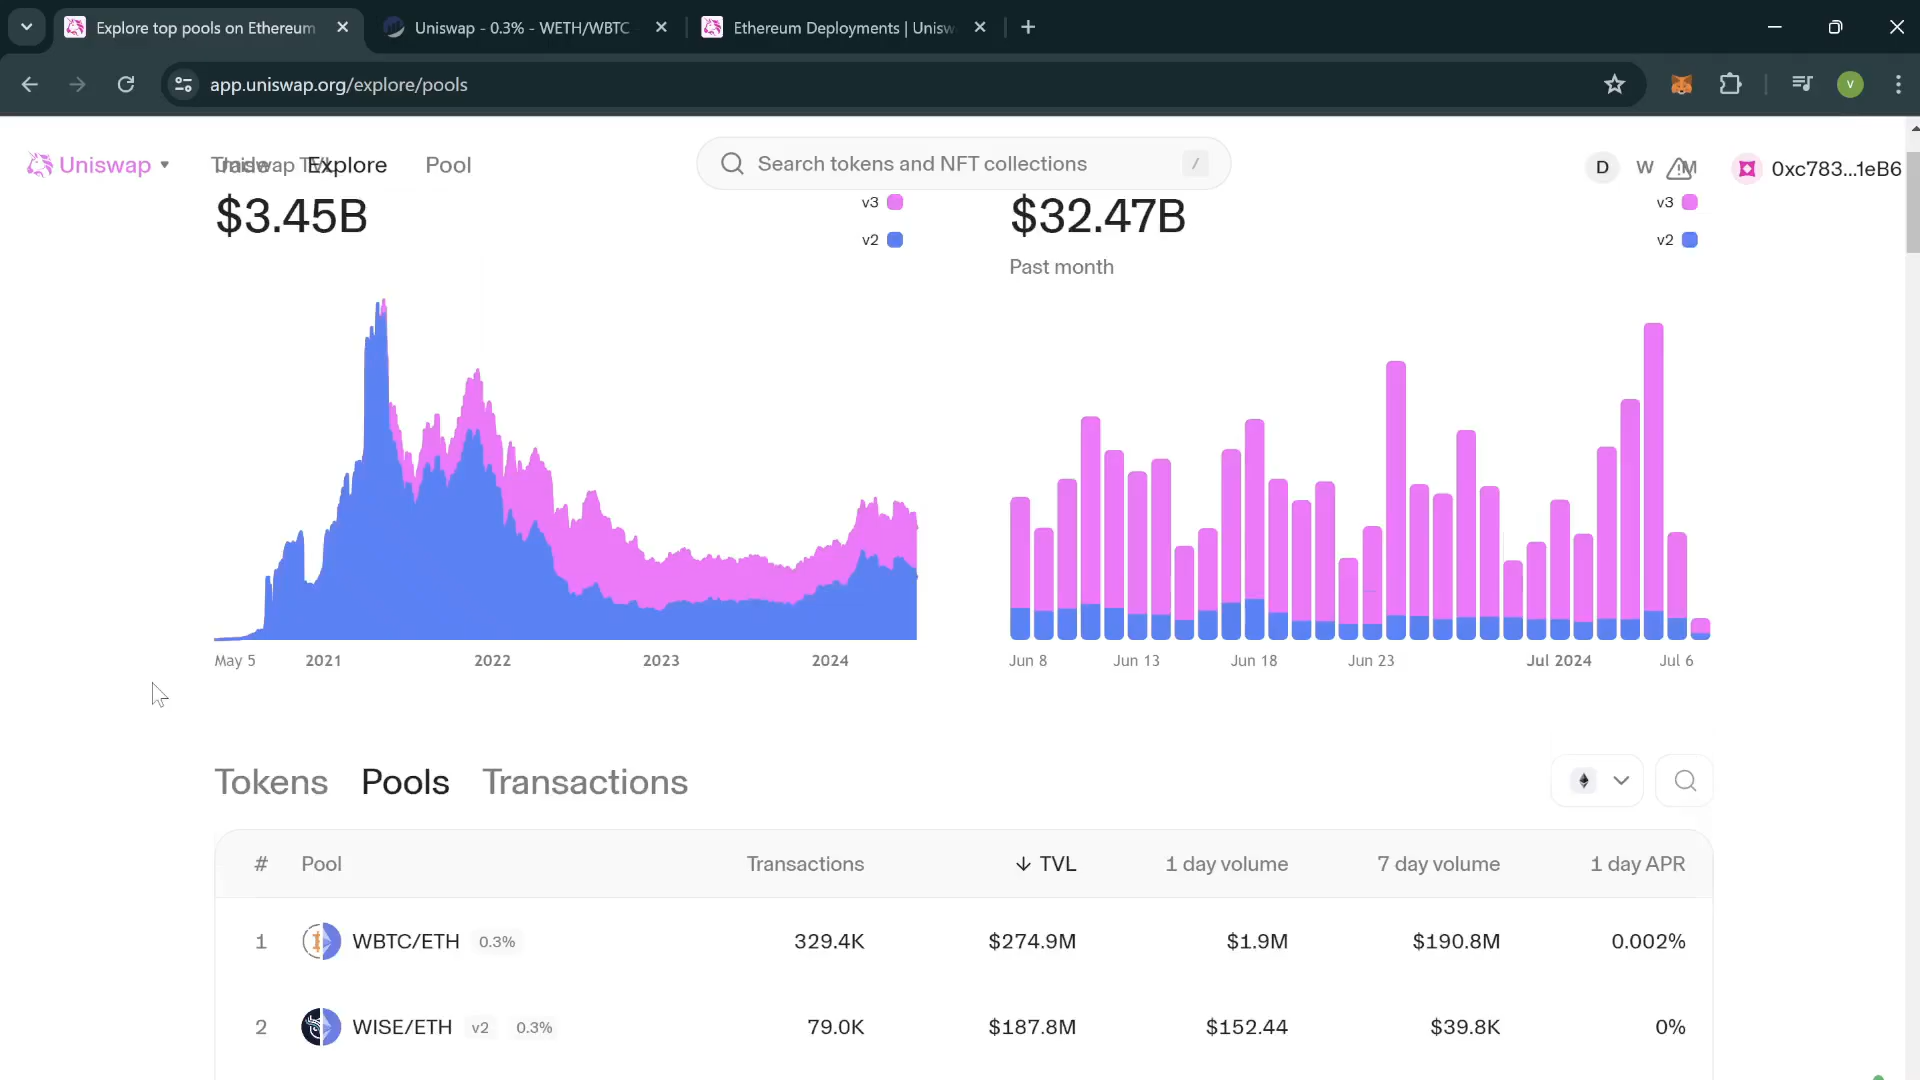 Explore top pools on Ethereum
Uniswap - 0.3% - WETH/WBTC
Ethereum Deployments | Unisw
app.uniswap.org/explore/pools
Uniswap
Trade
Uniswap TVL
Explore
Pool
Search tokens and NFT collections
/
D
W
M
0xc783...1eB6
$3.45B
v3
v2
$32.47B
Past month
v3
v2
May 5 2021 2022 2023 2024
Jun 8 Jun 13 Jun 18 Jun 23 Jul 2024 Jul 6
Tokens Pools Transactions
# Pool Transactions TVL 1 day volume 7 day volume 1 day APR
1 WBTC/ETH 0.3% 329.4K $274.9M $1.9M $190.8M 0.002%
2 WISE/ETH v2 0.3% 79.0K $187.8M $152.44 $39.8K 0%
V